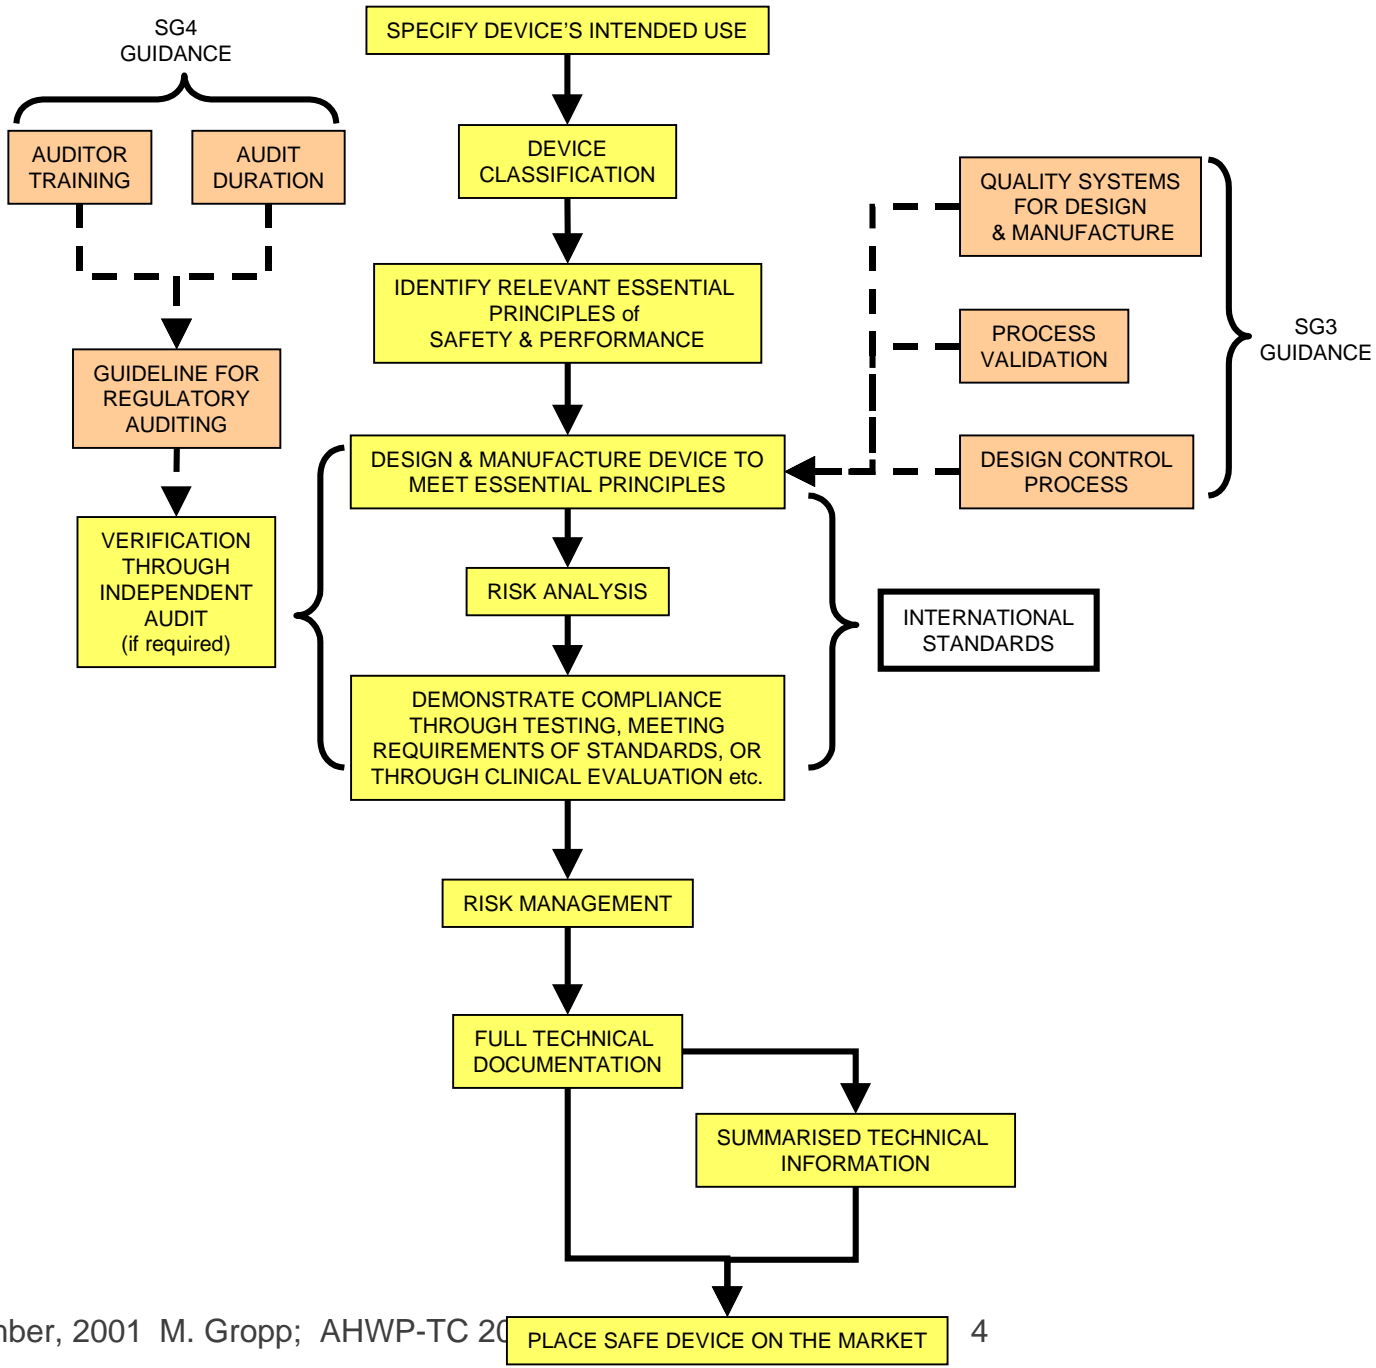 SG4
GUIDANCE
SPECIFY DEVICE'S INTENDED USE
AUDITOR
TRAINING
AUDIT
DURATION
DEVICE
CLASSIFICATION
QUALITY SYSTEMS
FOR DESIGN
& MANUFACTURE
IDENTIFY RELEVANT ESSENTIAL
PRINCIPLES of
SAFETY & PERFORMANCE
PROCESS
VALIDATION
SG3
GUIDANCE
GUIDELINE FOR
REGULATORY
AUDITING
DESIGN & MANUFACTURE DEVICE TO
MEET ESSENTIAL PRINCIPLES
DESIGN CONTROL
PROCESS
VERIFICATION
THROUGH
INDEPENDENT
AUDIT
(if required)
RISK ANALYSIS
INTERNATIONAL
STANDARDS
DEMONSTRATE COMPLIANCE
THROUGH TESTING, MEETING
REQUIREMENTS OF STANDARDS, OR
THROUGH CLINICAL EVALUATION etc.
RISK MANAGEMENT
FULL TECHNICAL
DOCUMENTATION
SUMMARISED TECHNICAL
INFORMATION
PLACE SAFE DEVICE ON THE MARKET
2001 M. Gropp; AHWP-TC
4